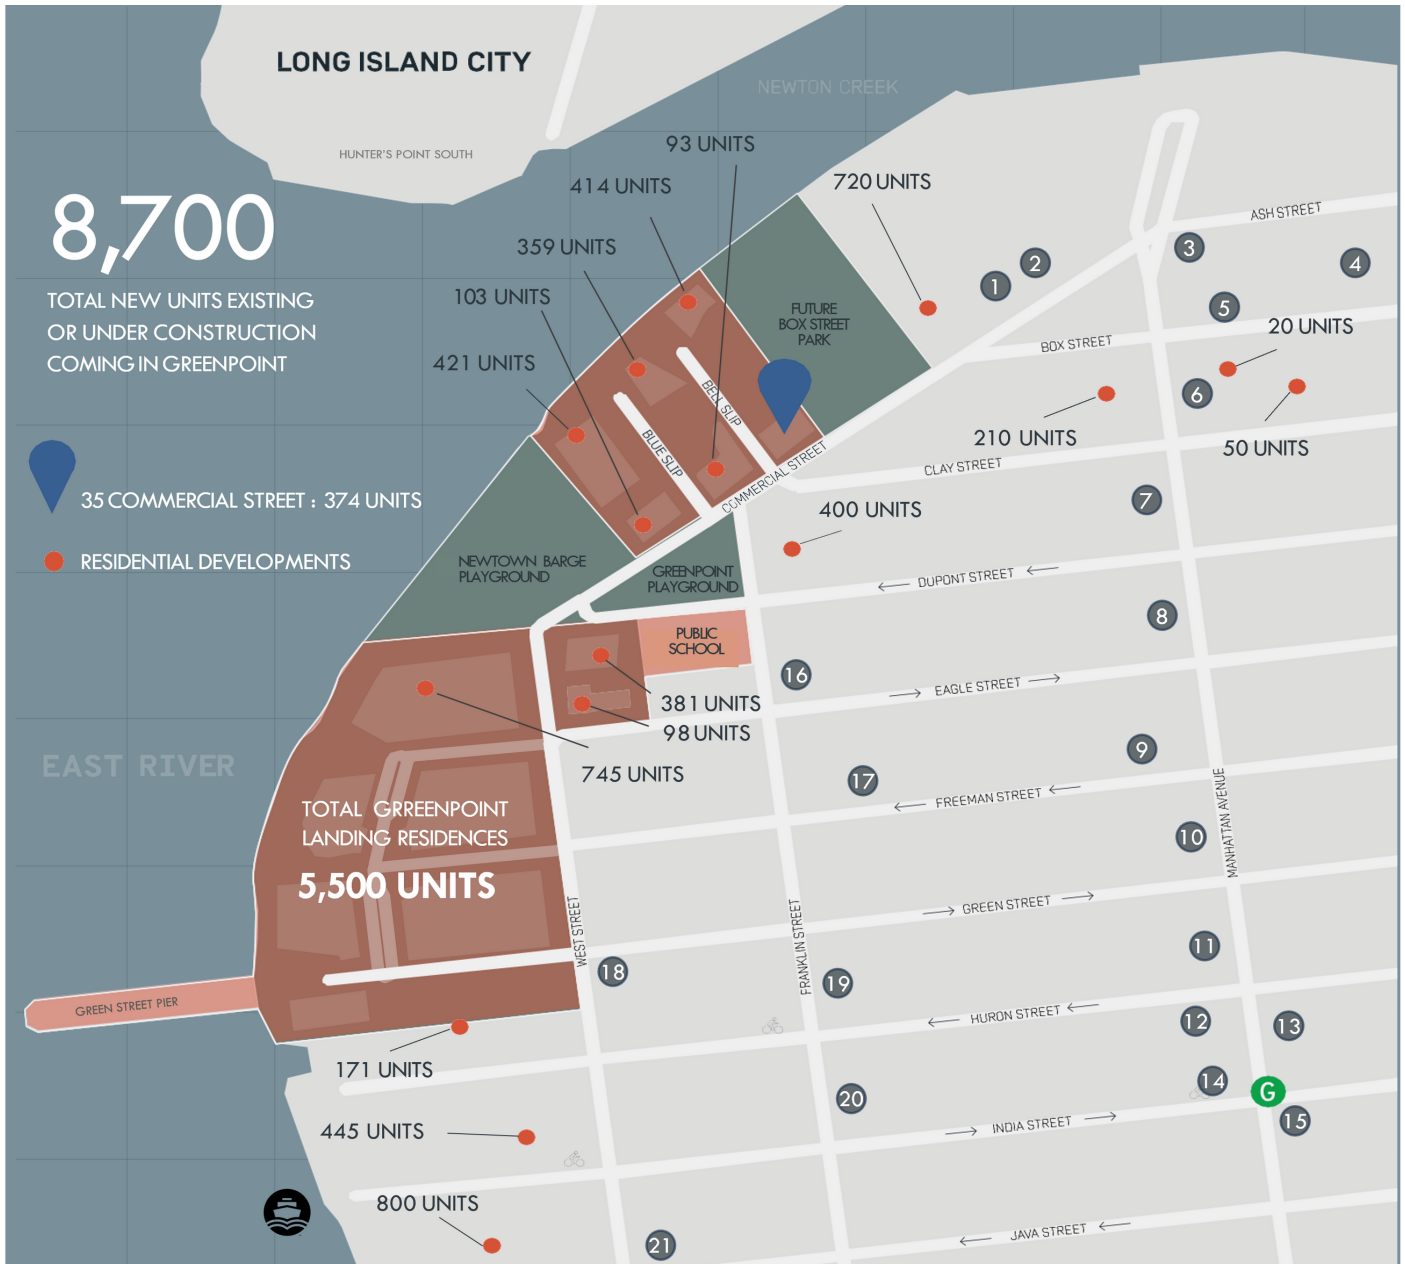 LONG ISLAND CITY
NEWTON CREEK
HUNTER'S POINT SOUTH
93 UNITS
414 UNITS
720 UNITS
359 UNITS
103 UNITS
421 UNITS
8,700
TOTAL NEW UNITS EXISTING
OR UNDER CONSTRUCTION
COMING IN GREENPOINT
35 COMMERCIAL STREET : 374 UNITS
RESIDENTIAL DEVELOPMENTS
FUTURE
BOX STREET
PARK
ASH STREET
1
2
3
4
5
20 UNITS
BOX STREET
6
210 UNITS
50 UNITS
BELL SLIP
BLUE SLIP
COMMERCIAL STREET
CLAY STREET
7
400 UNITS
NEWTOWN BARGE
PLAYGROUND
GREENPOINT
PLAYGROUND
DUPONT STREET
8
PUBLIC
SCHOOL
16
EAGLE STREET
381 UNITS
98 UNITS
745 UNITS
EAST RIVER
9
17
FREEMAN STREET
MANHATTAN AVENUE
TOTAL GRREENPOINT
LANDING RESIDENCES
5,500 UNITS
10
GREEN STREET
WEST STREET
FRANKLIN STREET
11
18
19
GREEN STREET PIER
HURON STREET
12
13
171 UNITS
14
G
20
15
INDIA STREET
445 UNITS
800 UNITS
21
JAVA STREET